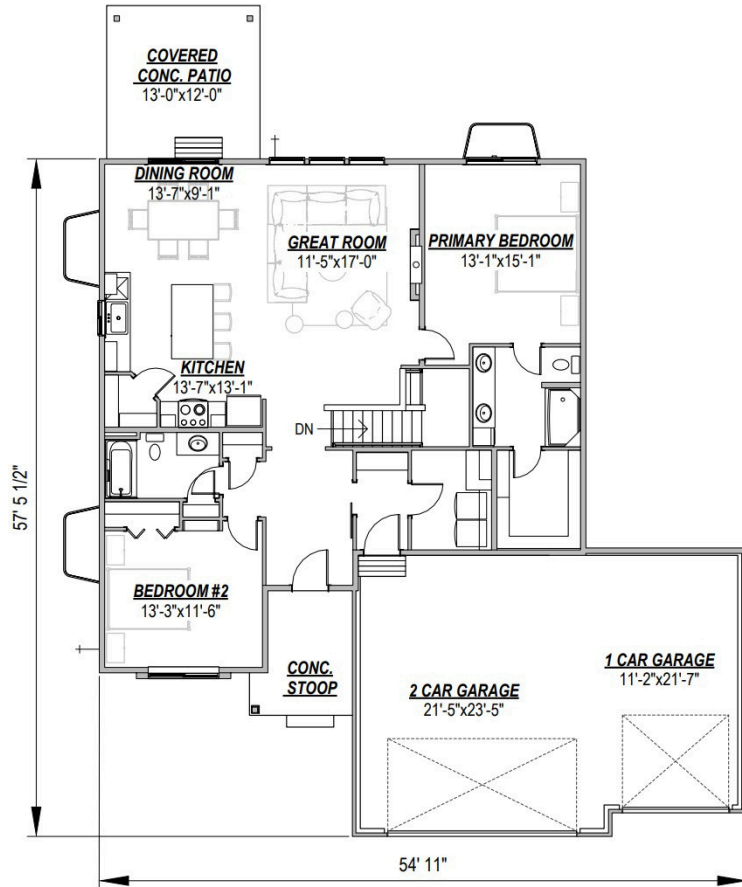 COVERED
CONC. PATIO
13'-0"x12'-0"
DINING ROOM
13'-7"x9'-1"
GREAT ROOM
11'-5"x17'-0"
PRIMARY BEDROOM
13'-1"x15'-1"
KITCHEN
13'-7"x13'-1"
DN
57' 5 1/2"
BEDROOM #2
13'-3"x11'-6"
CONC.
STOOP
2 CAR GARAGE
21'-5"x23'-5"
1 CAR GARAGE
11'-2"x21'-7"
54' 11"